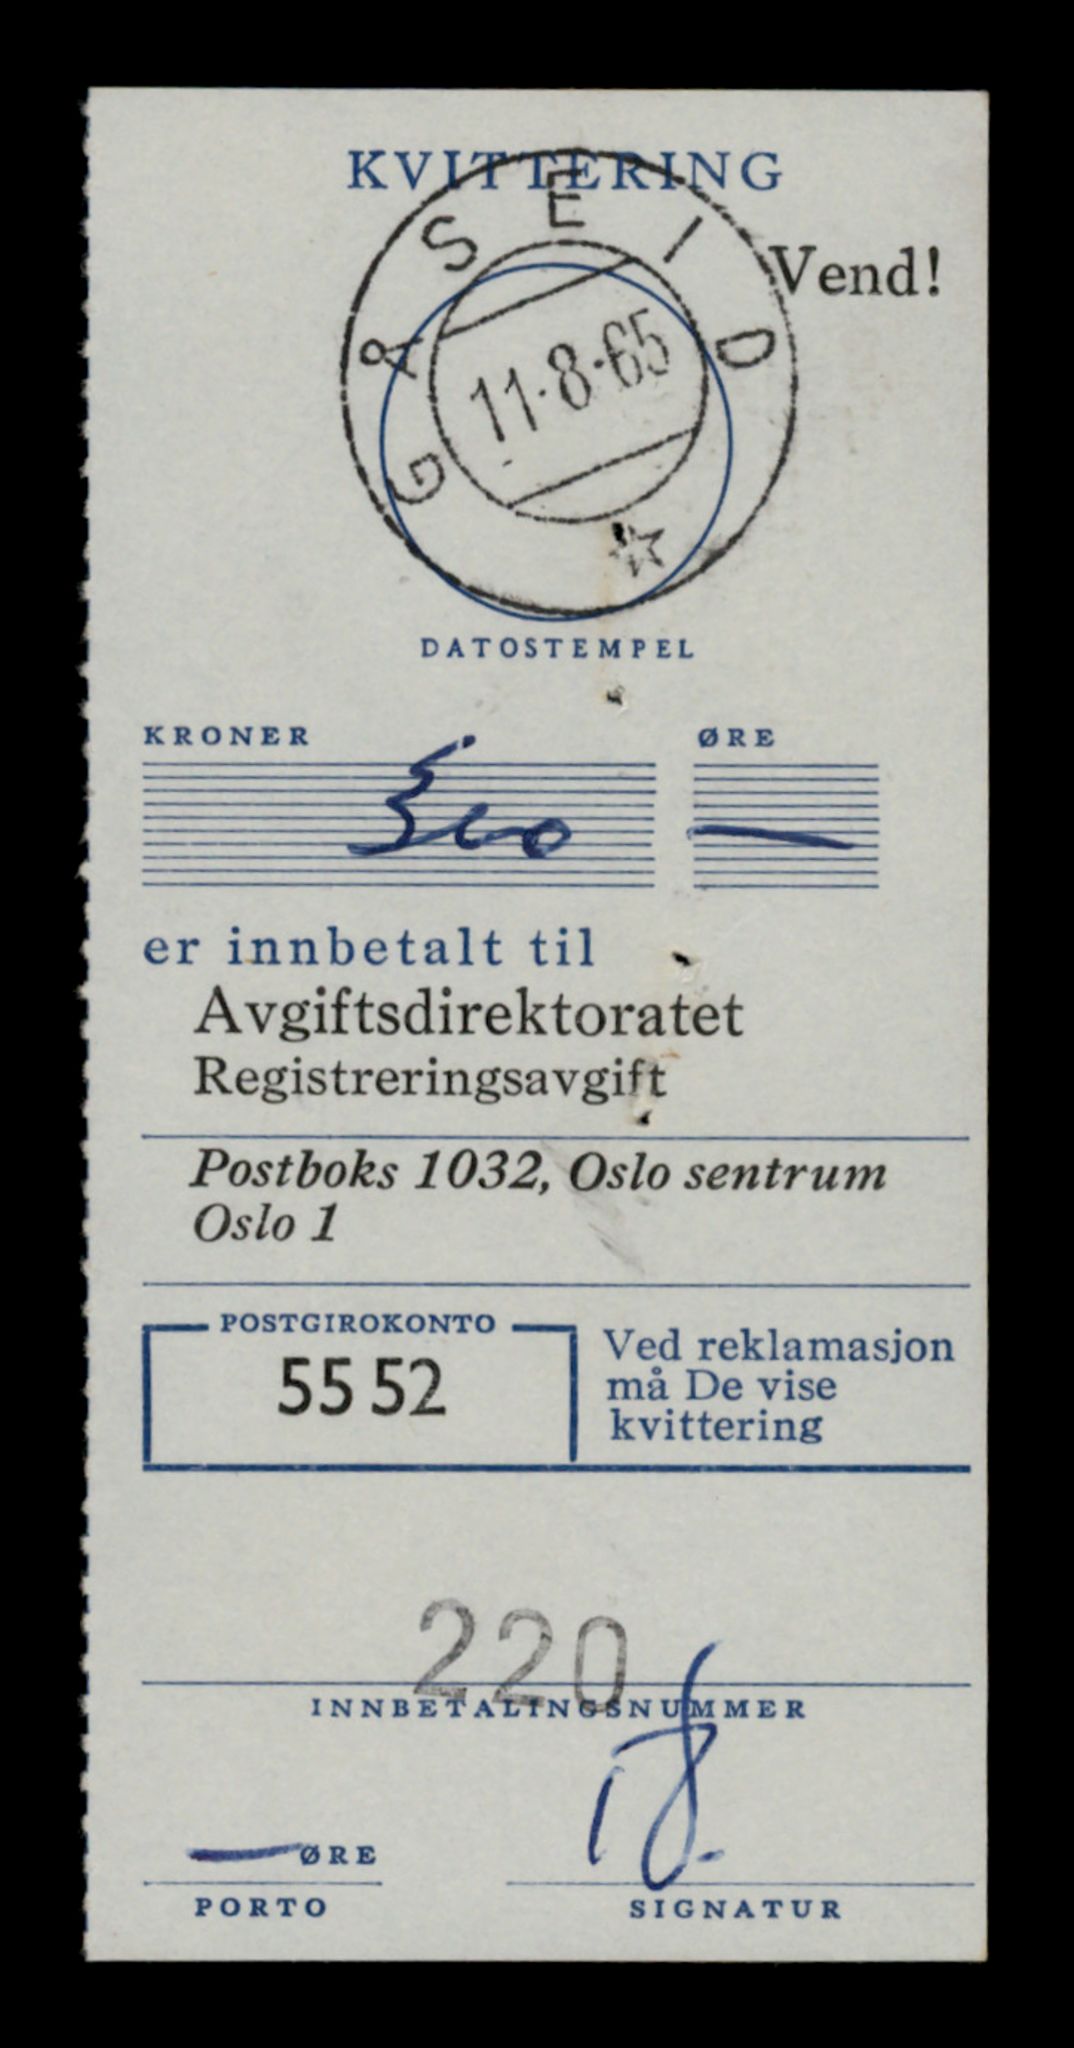 KVITTERING
Vend!
GÅSEID
11.8.65
DATOSTEMPEL
KRONER ØRE
—
er innbetalt til
Avgiftsdirektoratet
Registreringsavgift
Postboks 1032, Oslo sentrum
Oslo 1
POSTGIROKONTO
55 52
Ved reklamasjon
må De vise
kvittering
220
INNBETALINGSNUMMER
— ØRE
PORTO
SIGNATUR